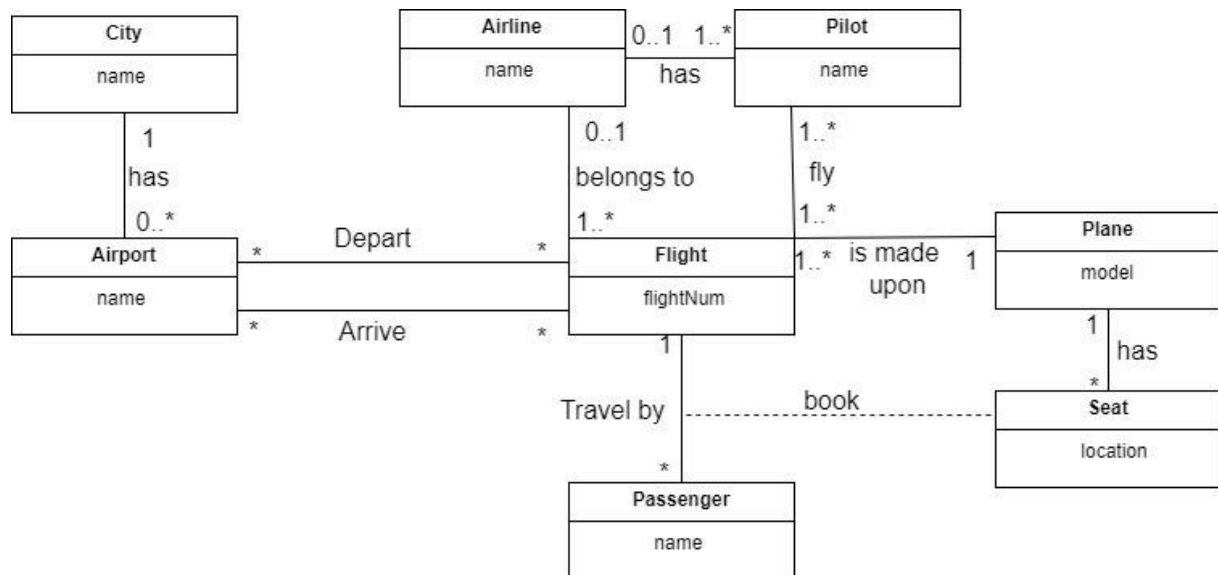 City
name
1
has
0..*
Airline
name
0..1 1..*
has
Pilot
name
0..1
belongs to
1..*
1..*
fly
1..*
Airport
name
* Depart *
* Arrive *
Flight
flightNum
1..* is made 1
upon
Plane
model
1
has
*
1
Travel by
*
book
Seat
location
Passenger
name